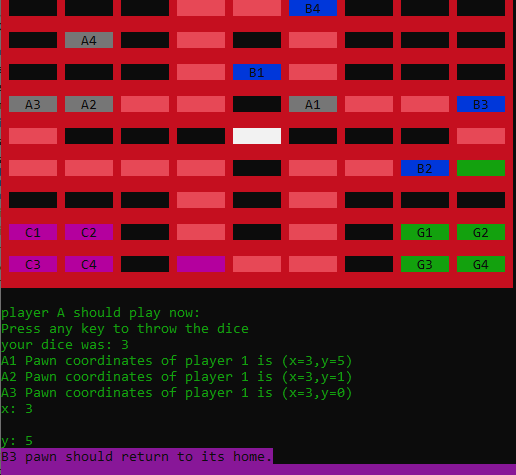 B4
A4
B1
A3 A2 A1 B3
B2
C1 C2 G1 G2
C3 C4 G3 G4
player A should play now:
Press any key to throw the dice
your dice was: 3
A1 Pawn coordinates of player 1 is (x=3,y=5)
A2 Pawn coordinates of player 1 is (x=3,y=1)
A3 Pawn coordinates of player 1 is (x=3,y=0)
x: 3
y: 5
B3 pawn should return to its home.